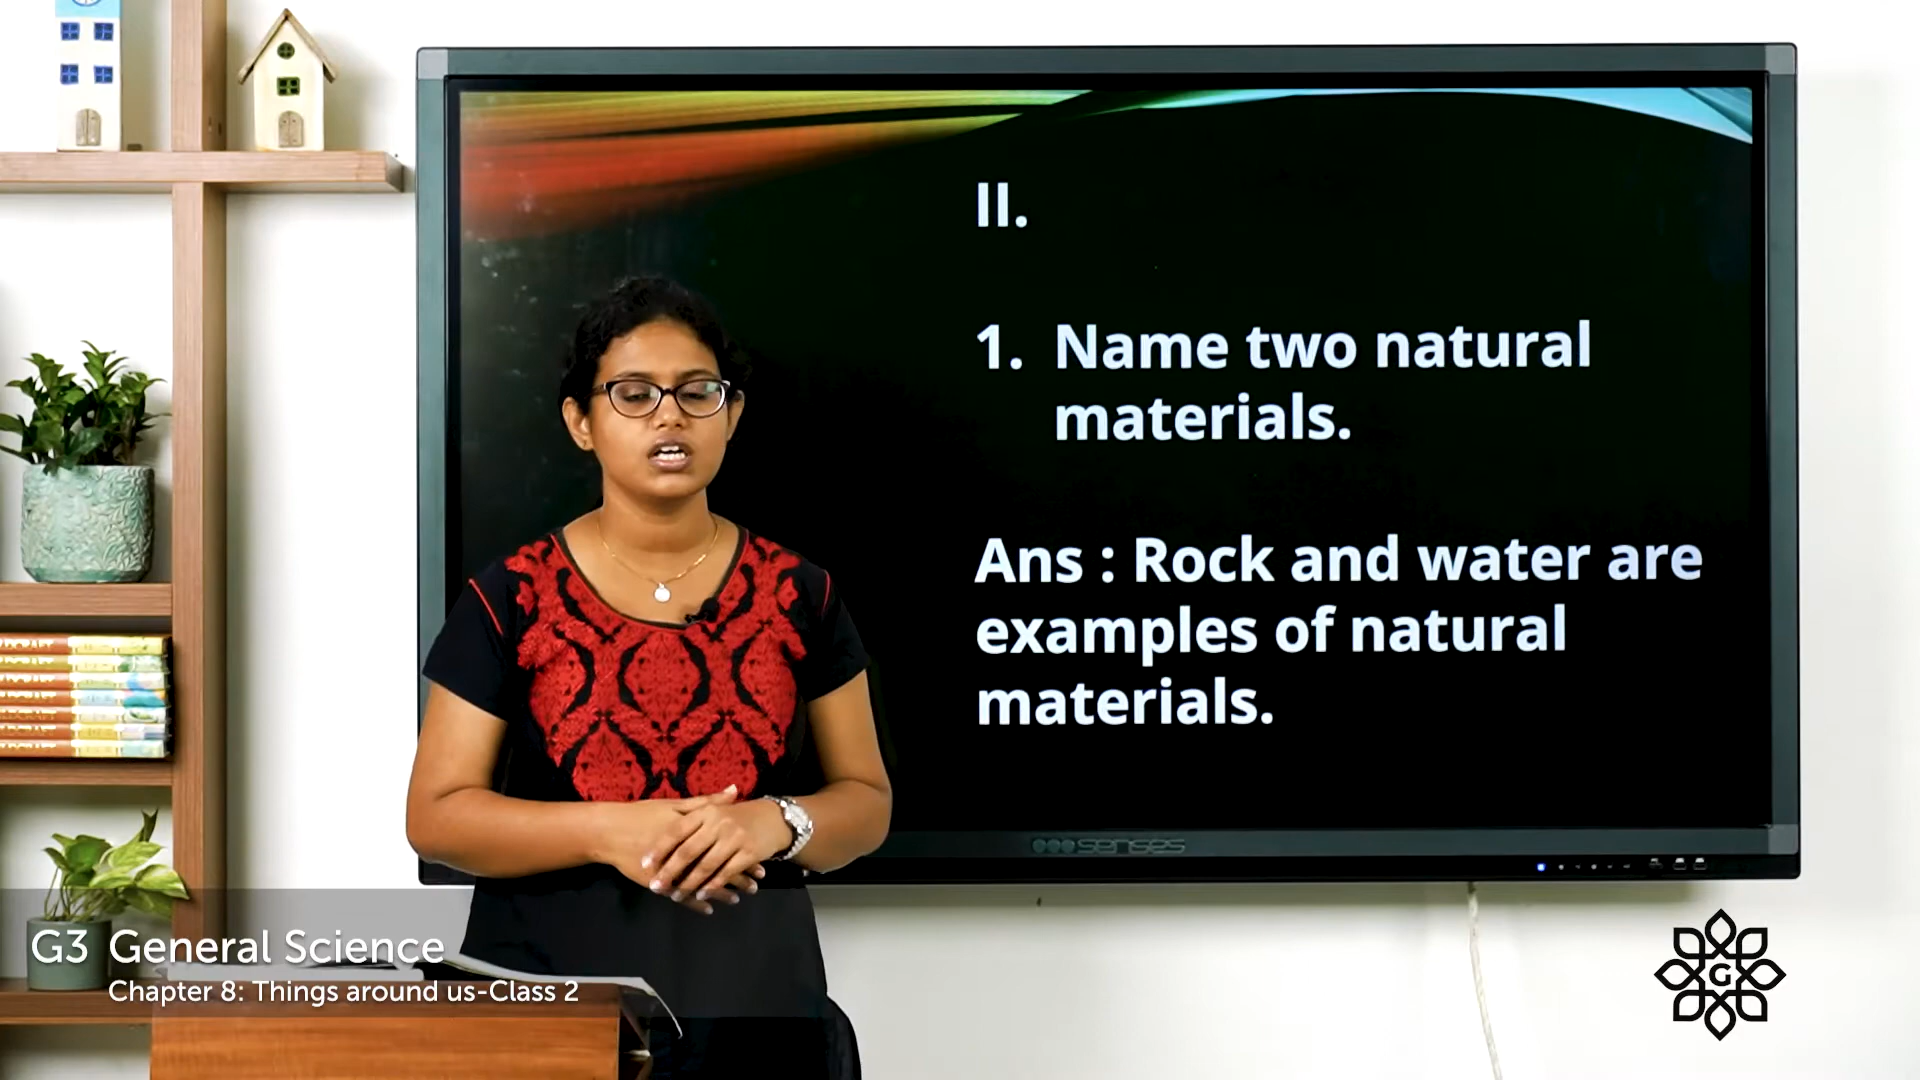 II.
1. Name two natural
materials.
Ans : Rock and water are
examples of natural
materials.
senses
G3 General Science
Chapter 8: Things around us-Class 2
G